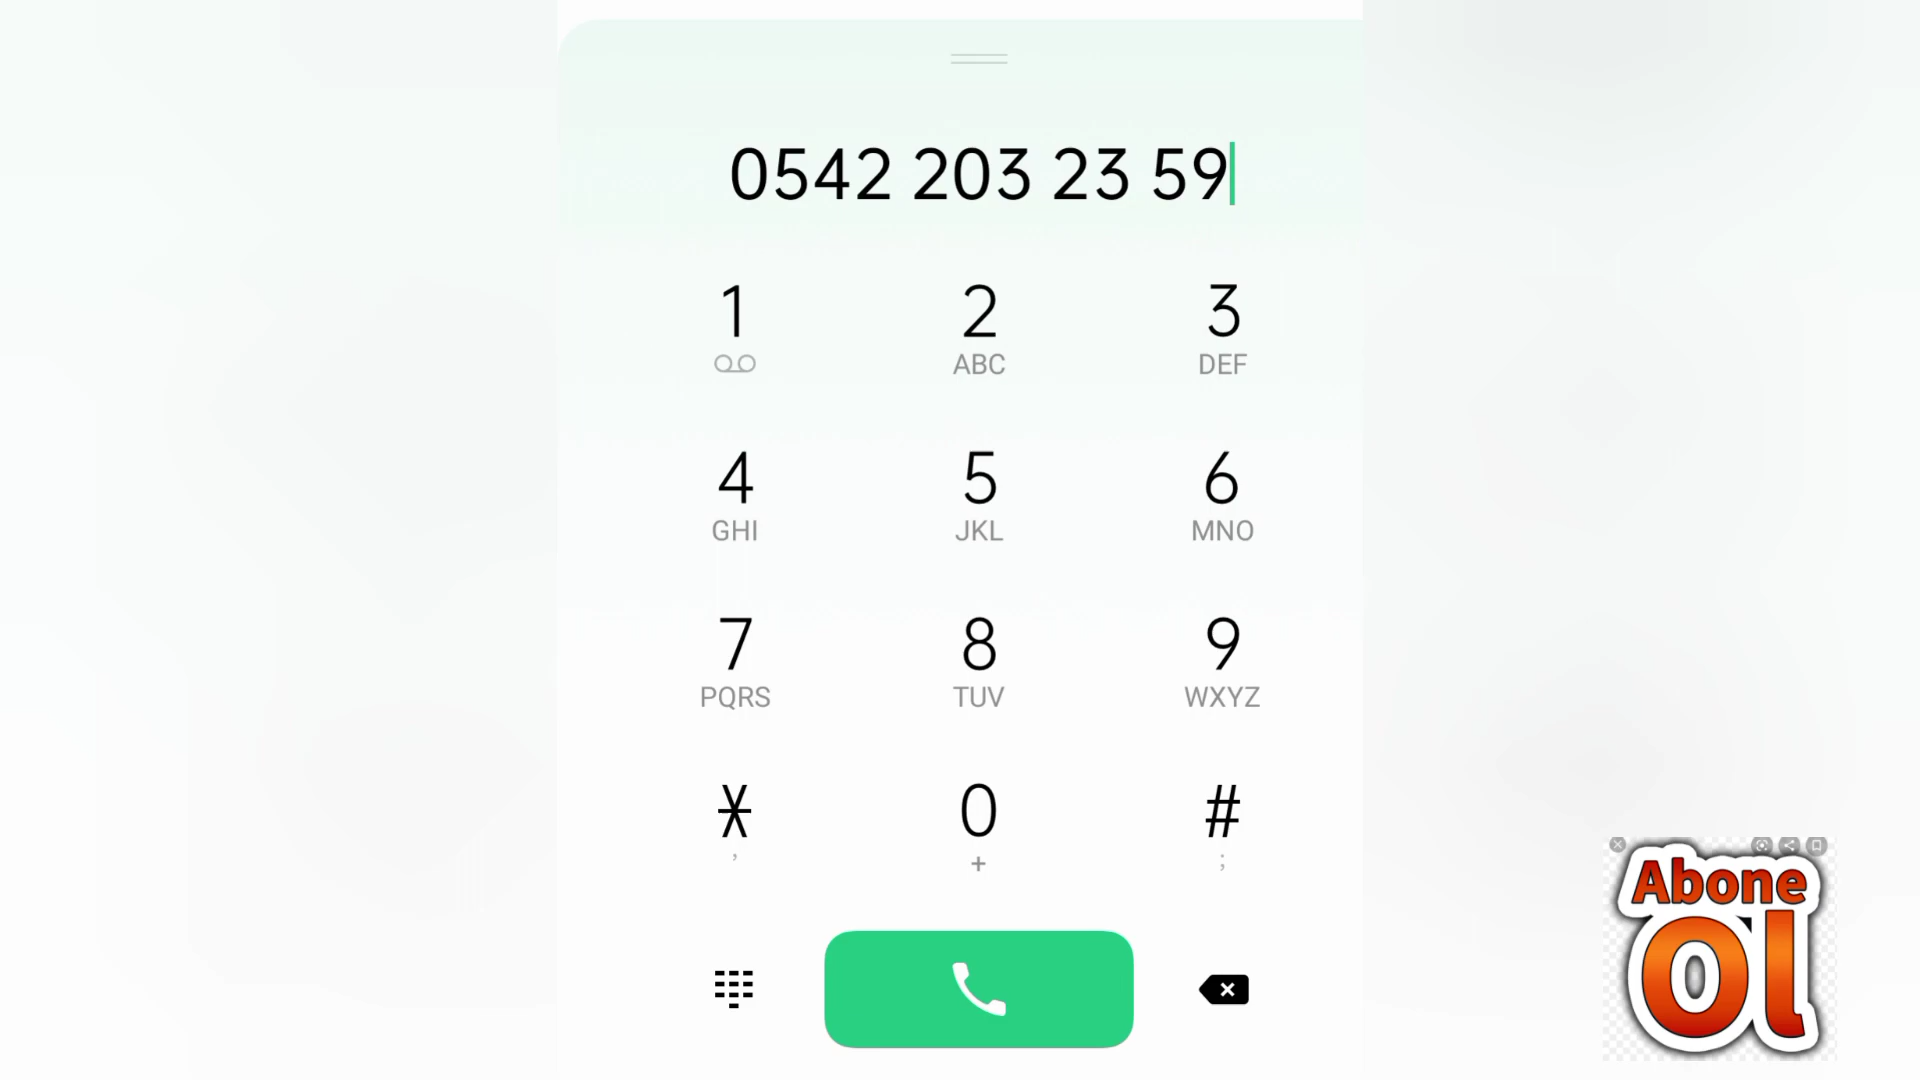 0542 203 23 59
1 2 3
ABC DEF
4 5 6
GHI JKL MNO
7 8 9
PQRS TUV WXYZ
* 0 #
, + ;
Abone
Ol